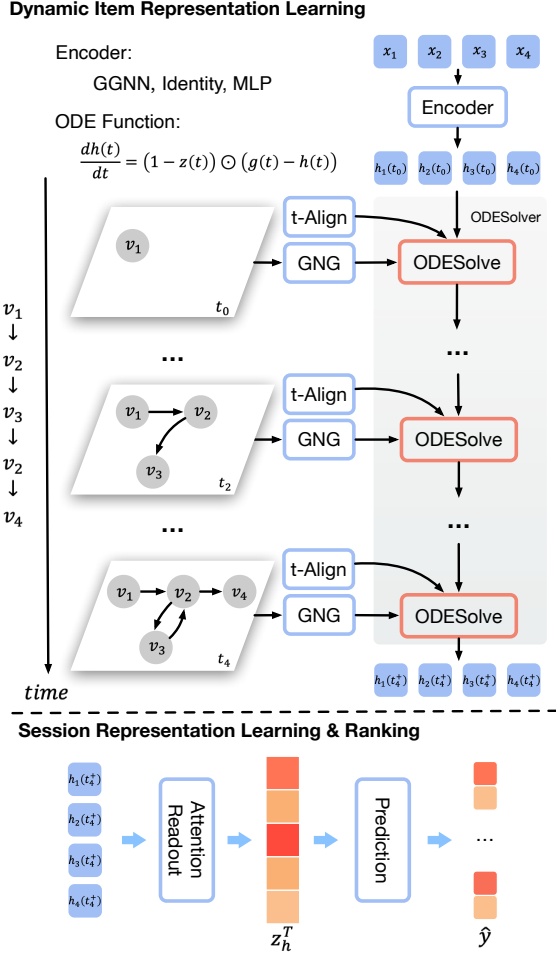 Dynamic Item Representation Learning
Encoder:
GGNN, Identity, MLP
ODE Function:
dh(t)/dt = (1 − z(t)) ⊙ (g(t) − h(t))
x₁ x₂ x₃ x₄
Encoder
h₁(t₀) h₂(t₀) h₃(t₀) h₄(t₀)
ODESolver
v₁
t₀
t-Align
GNG
ODESolve
...
...
v₁
↓
v₂
↓
v₃
↓
v₂
↓
v₄
v₁ v₂
v₃
t₂
t-Align
GNG
ODESolve
...
...
v₁ v₂ v₄
v₃
t₄
t-Align
GNG
ODESolve
time
h₁(t₄⁺) h₂(t₄⁺) h₃(t₄⁺) h₄(t₄⁺)
Session Representation Learning & Ranking
h₁(t₄⁺)
h₂(t₄⁺)
h₃(t₄⁺)
h₄(t₄⁺)
Attention
Readout
Prediction
...
z_h^T
ŷ